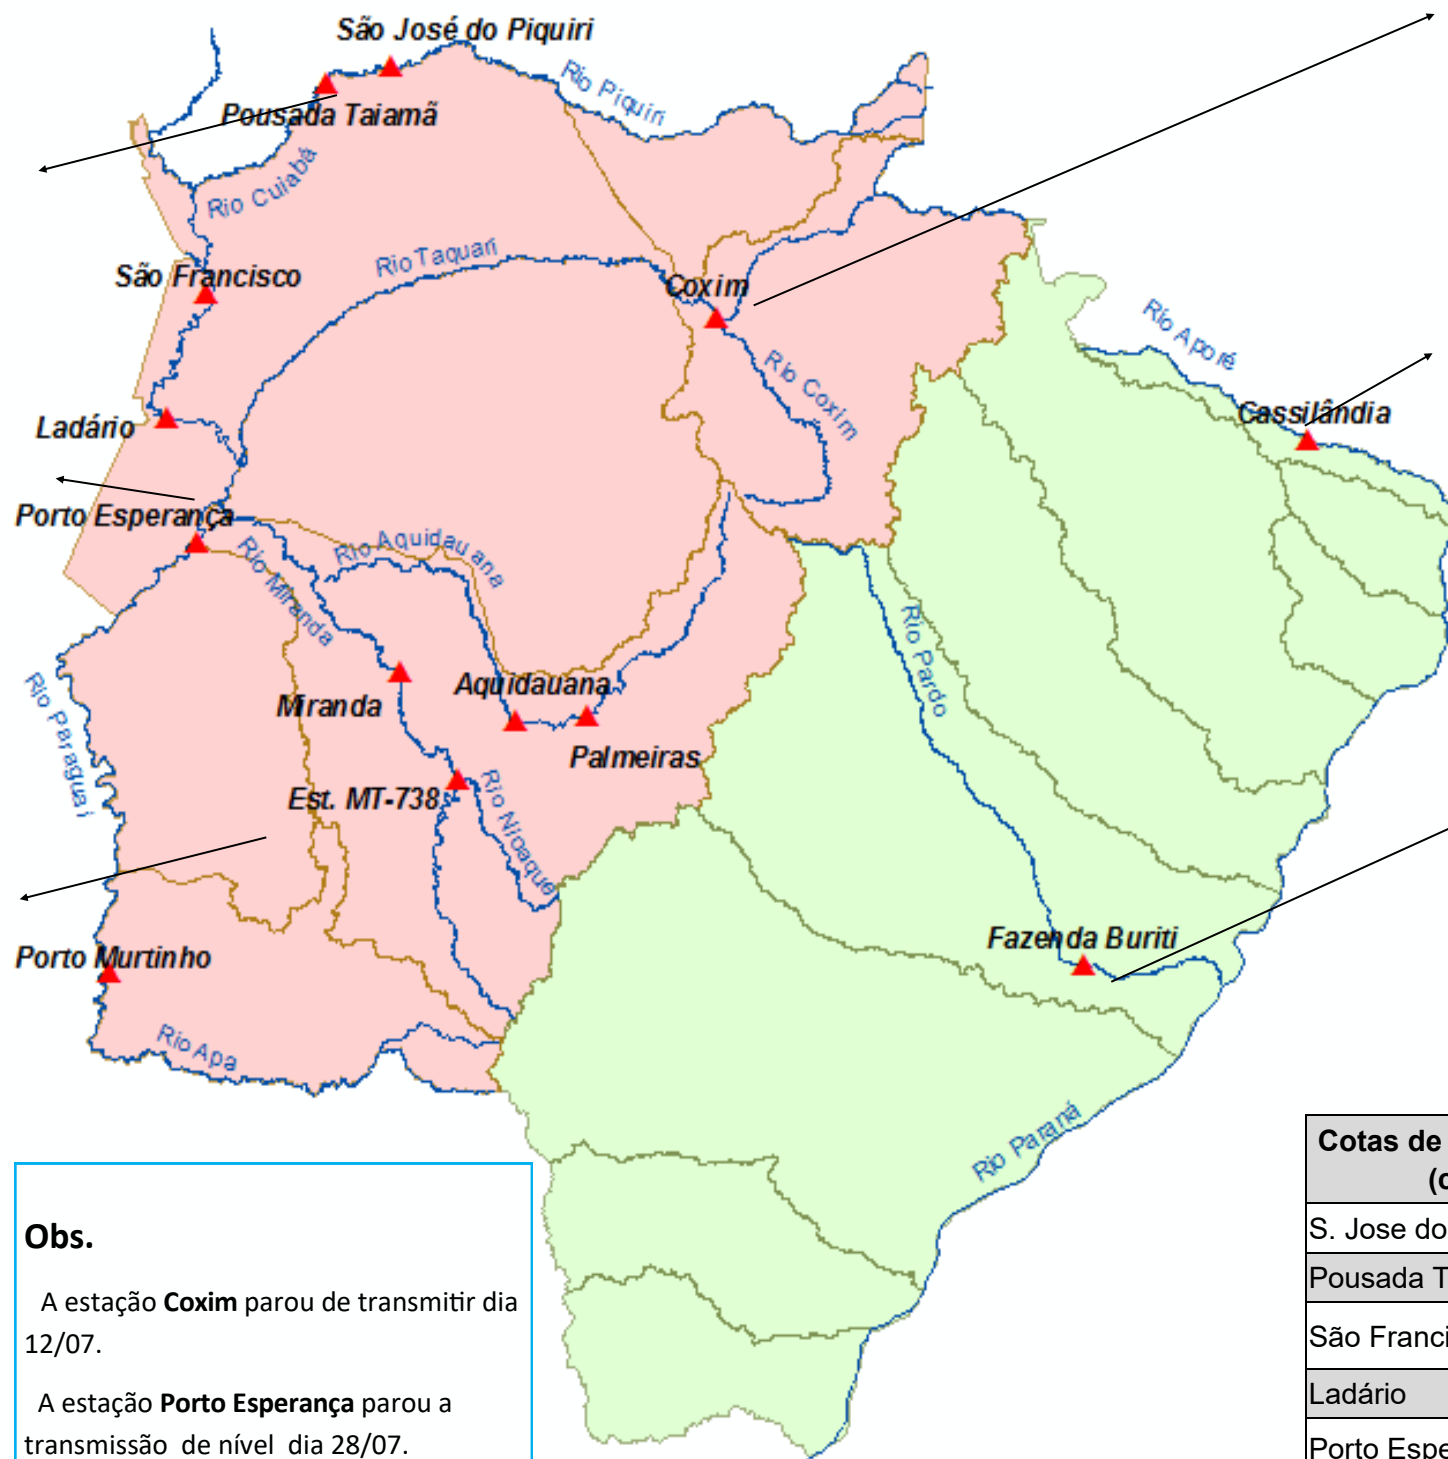 São José do Piquiri
Rio Piquiri
Pousada Taiamã
Rio Cuiabá
São Francisco
Rio Taquari
Coxim
Rio Aporé
Rio Coxim
Cassilândia
Ladário
Porto Esperança
Rio Aquidauana
Rio Miranda
Rio Pardo
Rio Paraguai
Aquidauana
Miranda
Palmeiras
Est. MT-738
Rio Nioaque
Fazenda Buriti
Porto Murtinho
Rio Apa
Rio Paraná
Obs.
A estação Coxim parou de transmitir dia
12/07.
A estação Porto Esperança parou a
transmissão de nível dia 28/07.
Cotas de
(c
S. Jose do
Pousada T
São Franci
Ladário
Porto Espe